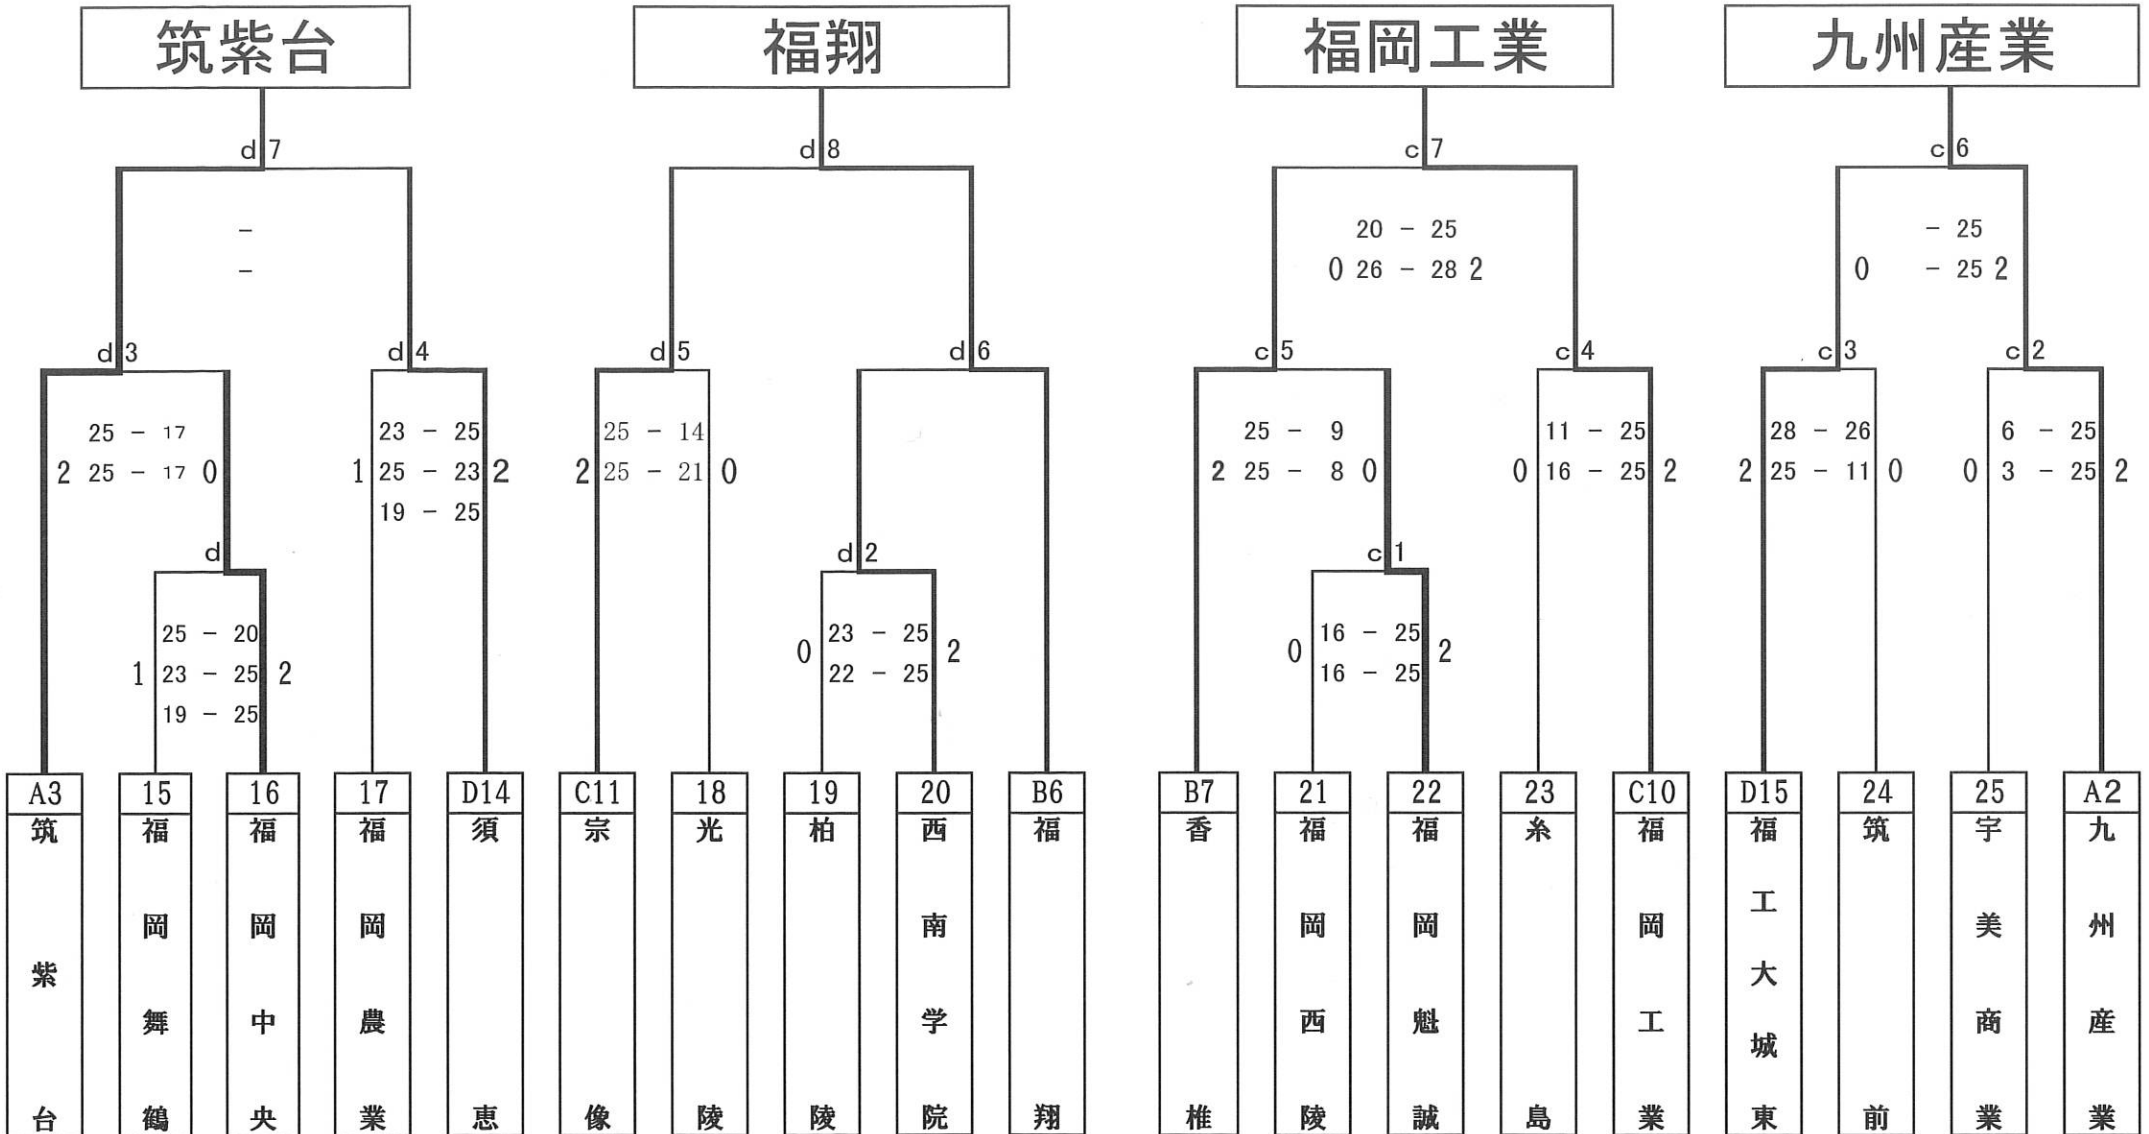 筑紫台
福翔
福岡工業
九州産業
d 7
d 8
c 7
c 6
-
-
20 - 25
0 26 - 28 2
- 25
0 - 25 2
d 3
d 4
d 5
d 6
c 5
c 4
c 3
c 2
25 - 17
2 25 - 17 0
23 - 25
1 25 - 23 2
19 - 25
25 - 14
2 25 - 21 0
25 - 9
2 25 - 8 0
11 - 25
0 16 - 25 2
28 - 26
2 25 - 11 0
6 - 25
0 3 - 25 2
d
d 2
c 1
25 - 20
1 23 - 25 2
19 - 25
23 - 25
0 2
22 - 25
16 - 25
0 2
16 - 25
A3
筑紫台
15
福岡舞鶴
16
福岡中央
17
福岡農業
D14
須恵
C11
宗像
18
光陵
19
柏陵
20
西南学院
B6
福翔
B7
香椎
21
福岡西陵
22
福岡魁誠
23
糸島
C10
福岡工業
D15
福工大城東
24
筑前
25
宇美商業
A2
九州産業